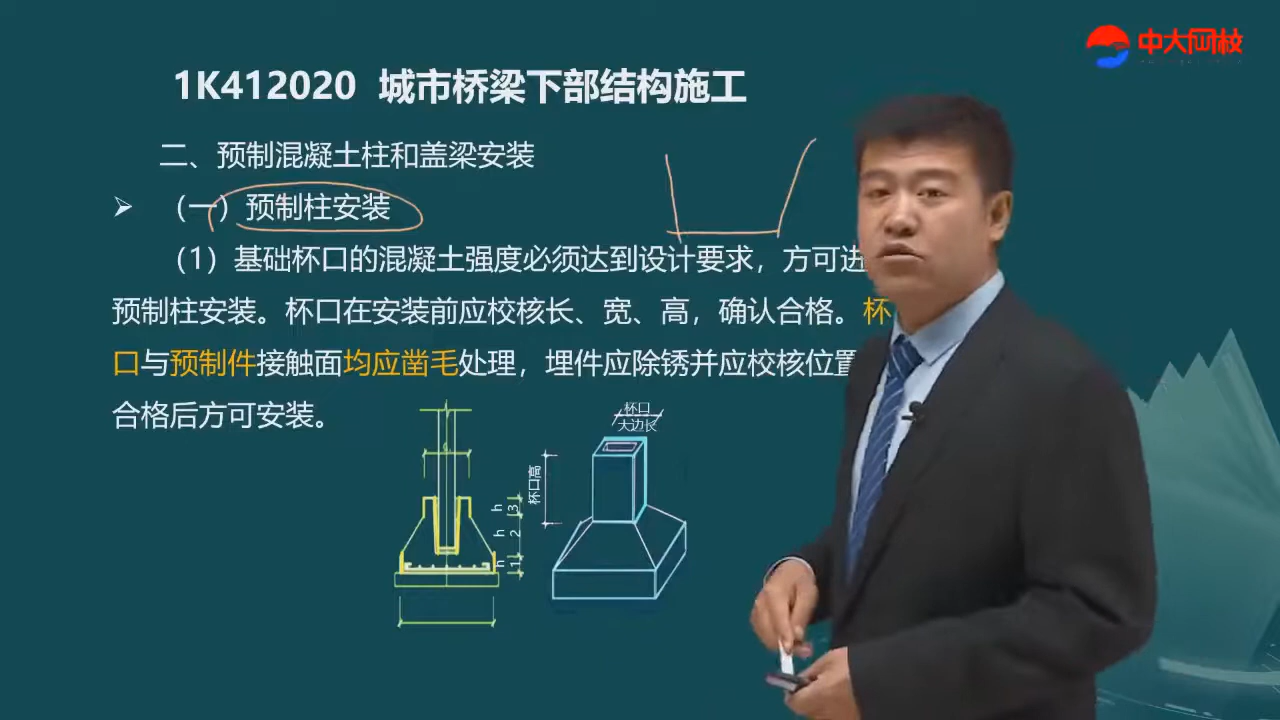 中大网校
1K412020 城市桥梁下部结构施工
二、预制混凝土柱和盖梁安装
（一）预制柱安装
（1）基础杯口的混凝土强度必须达到设计要求，方可进
预制柱安装。杯口在安装前应校核长、宽、高，确认合格。杯
口与预制件接触面均应凿毛处理，埋件应除锈并应校核位置
合格后方可安装。
杯口
大边长
杯口高
h
3
h
2
h
1